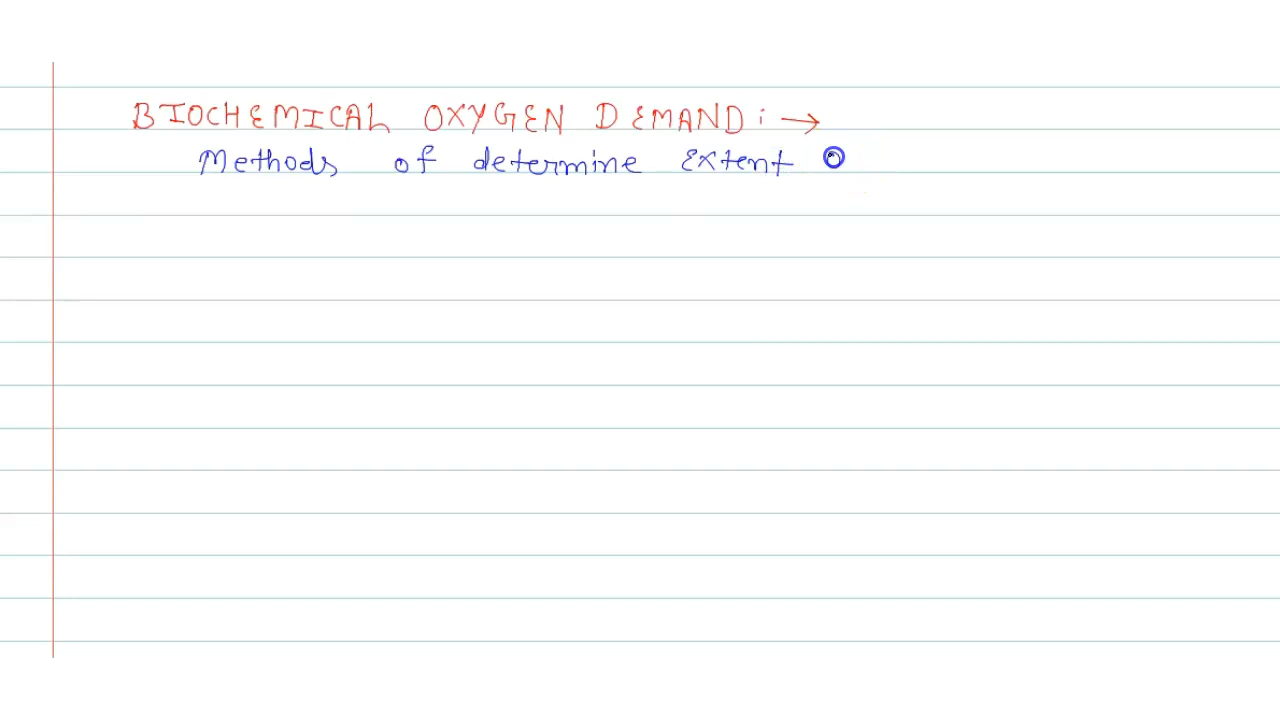 BIOCHEMICAL OXYGEN DEMAND: →
Methods of determine Extent